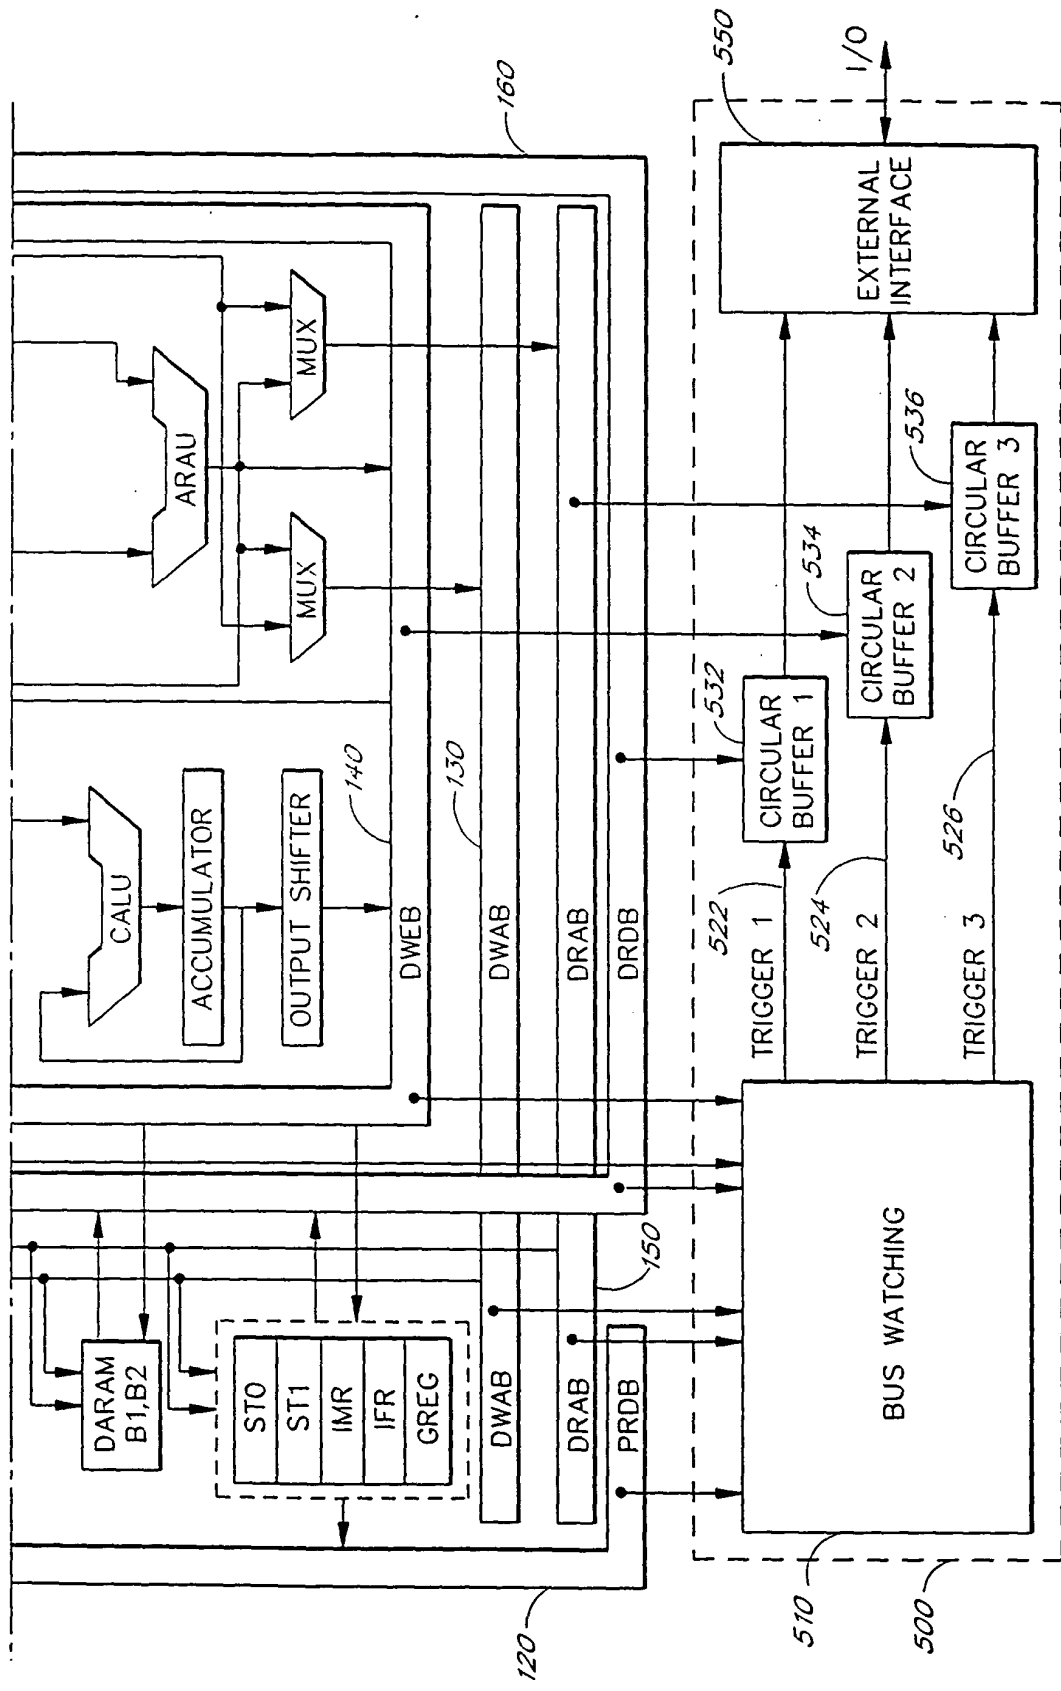 CALU
ARAU
ACCUMULATOR
OUTPUT SHIFTER
MUX
MUX
DARAM
B1,B2
ST0
ST1
IMR
IFR
GREG
140
160
DWEB
130
DWAB
DWAB
DRAB
DRAB
150
DRDB
PRDB
120
BUS WATCHING
510
500
TRIGGER 1
522
TRIGGER 2
524
TRIGGER 3
526
CIRCULAR
BUFFER 1
532
CIRCULAR
BUFFER 2
534
CIRCULAR
BUFFER 3
536
EXTERNAL
INTERFACE
550
I/O